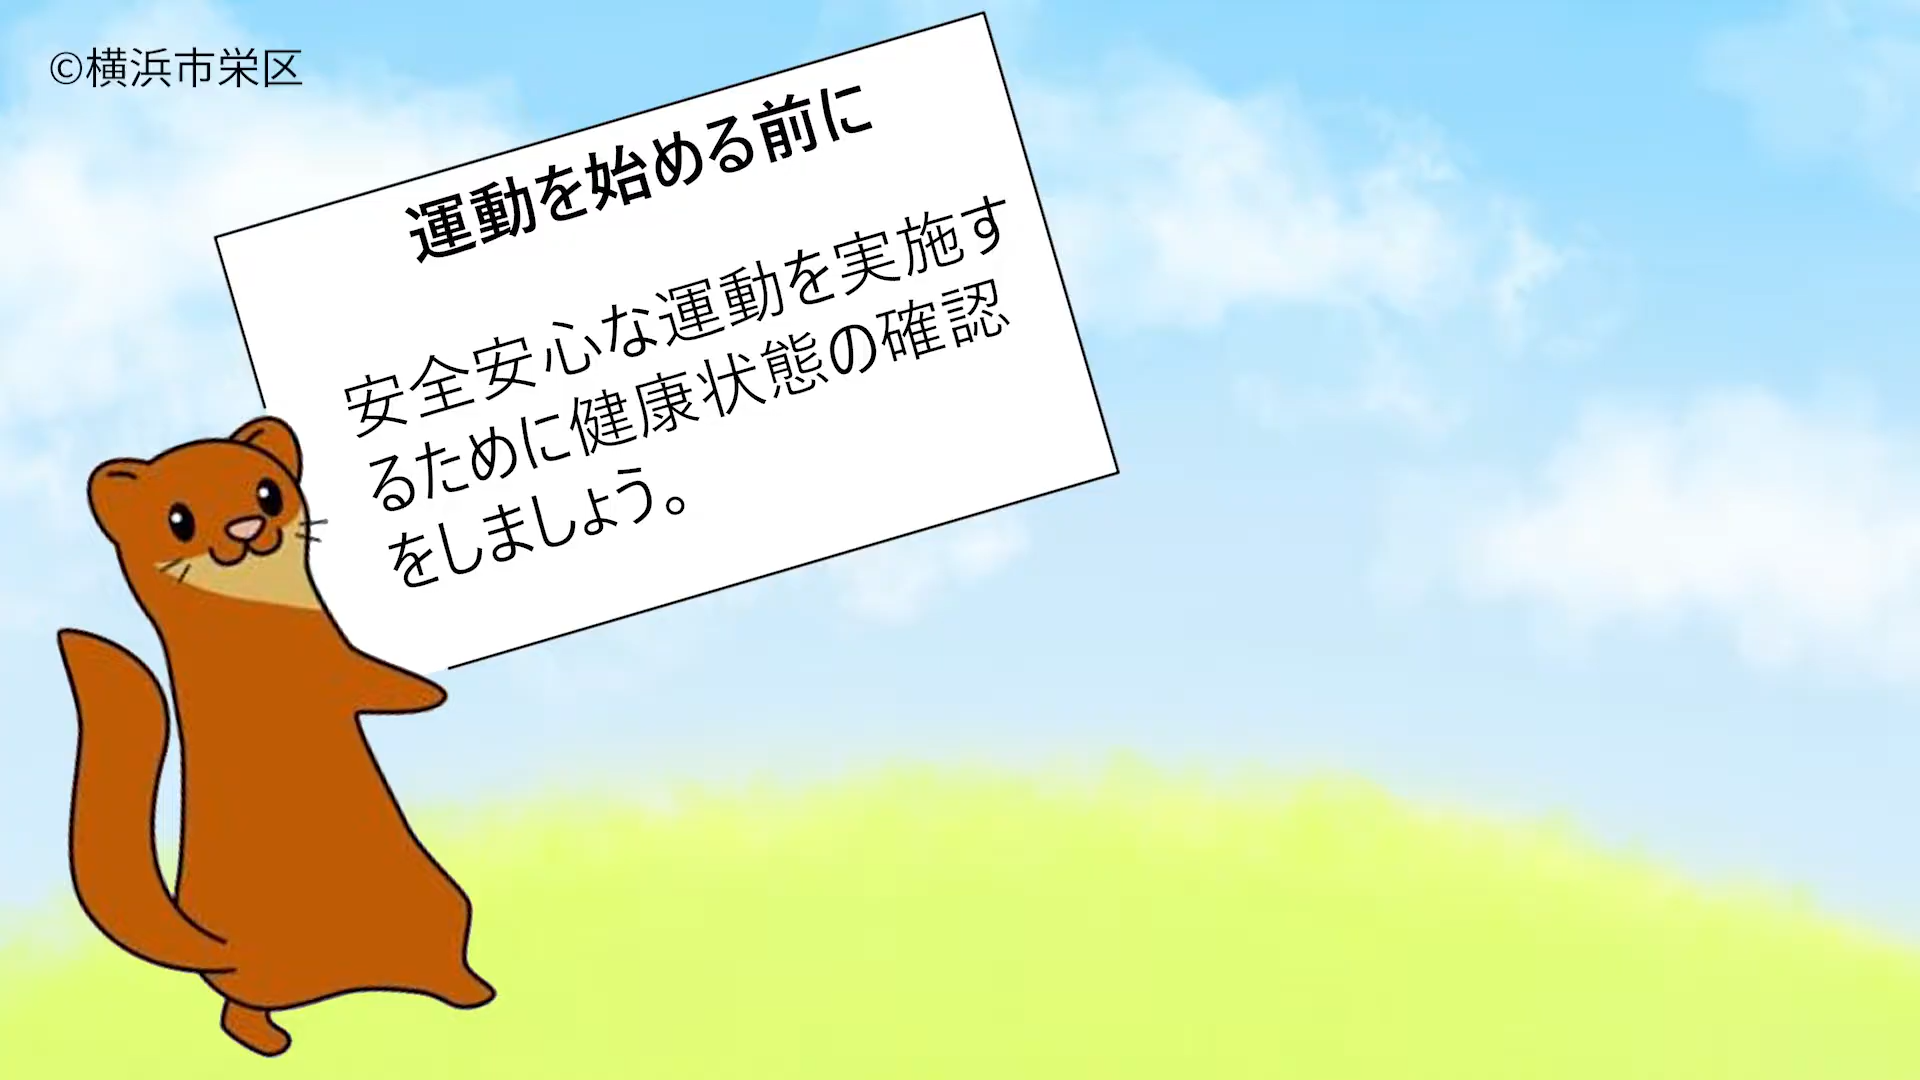 ©横浜市栄区
運動を始める前に
安全安心な運動を実施す
るために健康状態の確認
をしましょう。